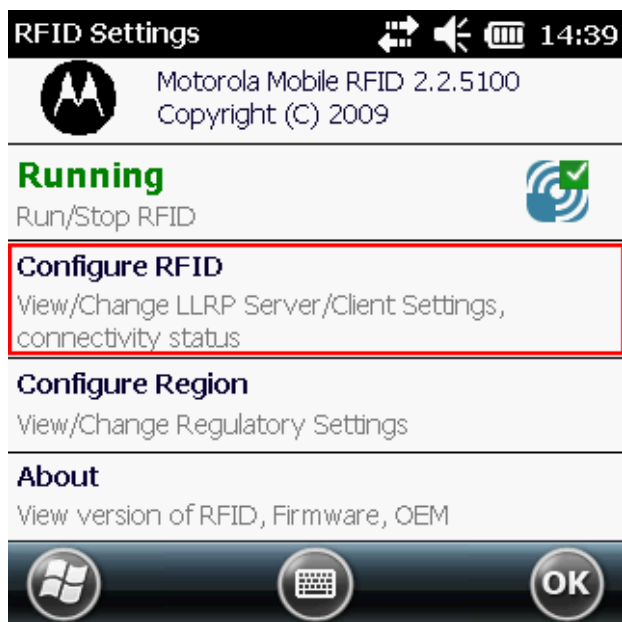 RFID Settings 14:39
Motorola Mobile RFID 2.2.5100
Copyright (C) 2009
Running
Run/Stop RFID
Configure RFID
View/Change LLRP Server/Client Settings,
connectivity status
Configure Region
View/Change Regulatory Settings
About
View version of RFID, Firmware, OEM
OK